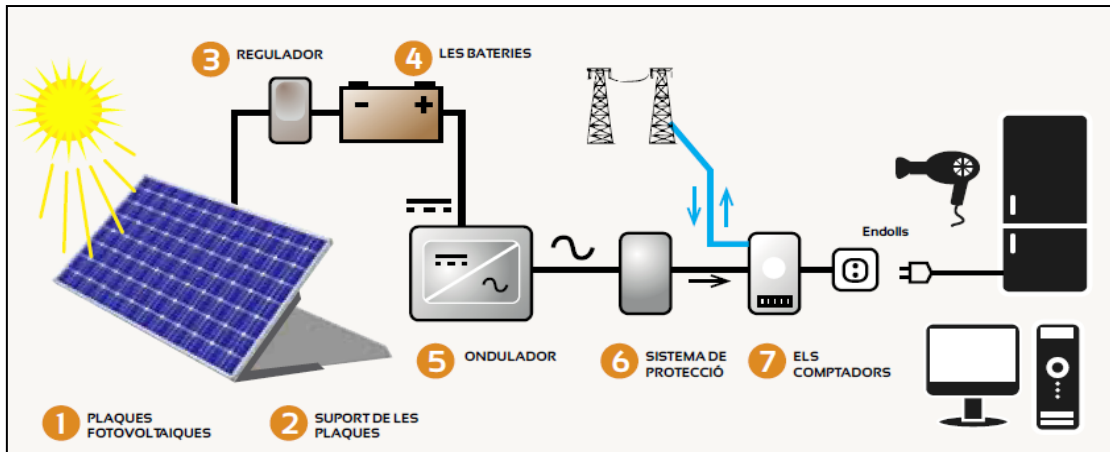 3 REGULADOR
4 LES BATERIES
- +
Endolls
5 ONDULADOR
6 SISTEMA DE
PROTECCIÓ
7 ELS
COMPTADORS
1 PLAQUES
FOTOVOLTAIQUES
2 SUPORT DE LES
PLAQUES